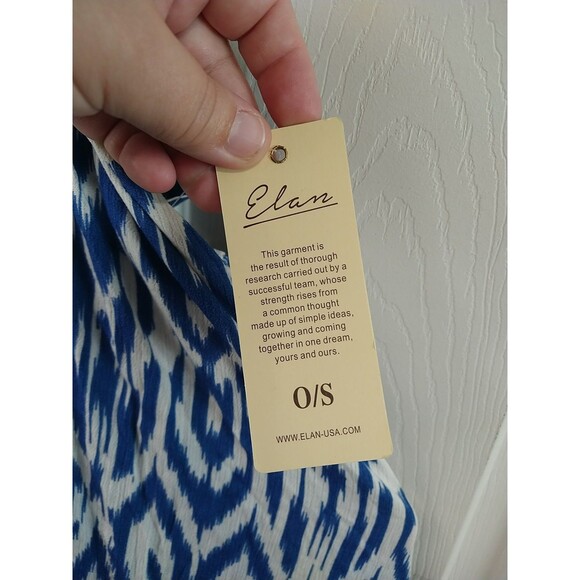 Elan
This garment is
the result of thorough
research carried out by a
successful team, whose
strength rises from
a common thought
made up of simple ideas,
growing and coming
together in one dream,
yours and ours.
O/S
WWW.ELAN-USA.COM